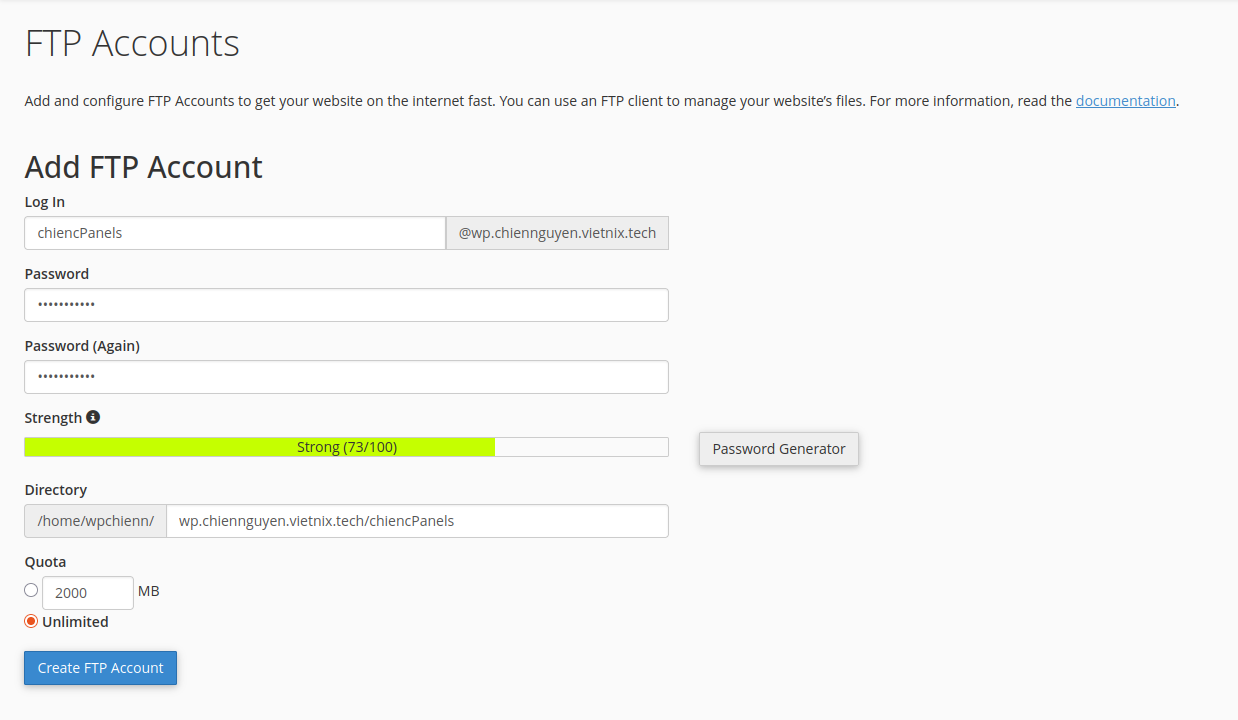 FTP Accounts
Add and configure FTP Accounts to get your website on the internet fast. You can use an FTP client to manage your website’s files. For more information, read the documentation.
Add FTP Account
Log In
chiencPanels @wp.chiennguyen.vietnix.tech
Password
•••••••••••
Password (Again)
•••••••••••
Strength
Strong (73/100) Password Generator
Directory
/home/wpchienn/ wp.chiennguyen.vietnix.tech/chiencPanels
Quota
2000 MB
Unlimited
Create FTP Account